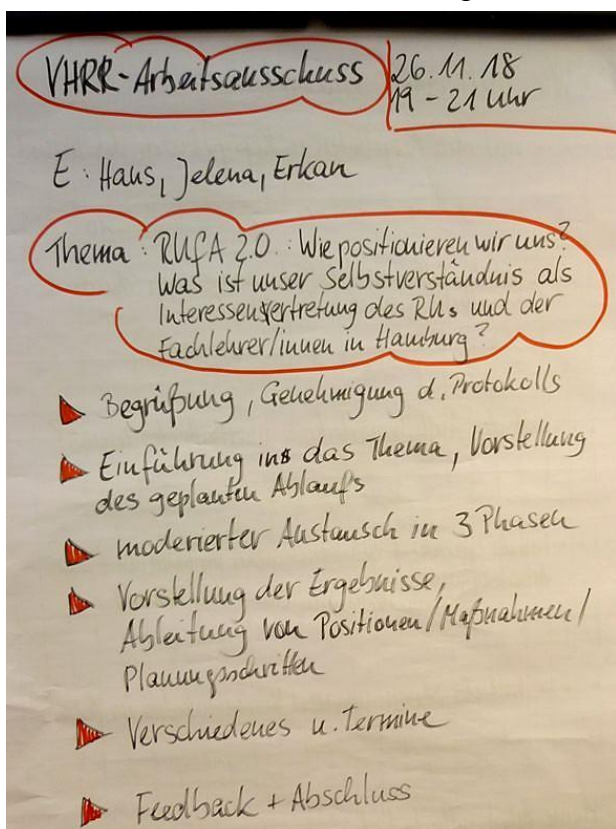 VHRR-Arbeitsausschuss
26.11.18
19-21 Uhr
E: Hans, Jelena, Erkan
Thema: RUfA 2.0.: Wie positionieren wir uns?
Was ist unser Selbstverständnis als
Interessensvertretung des RUs und der
Fachlehrer/innen in Hamburg?
Begrüßung, Genehmigung d. Protokolls
Einführung in das Thema, Vorstellung
des geplanten Ablaufs
moderierter Austausch in 3 Phasen
Vorstellung der Ergebnisse,
Ableitung von Positionen/Maßnahmen/
Planungsschritten
Verschiedenes u. Termine
Feedback + Abschluss